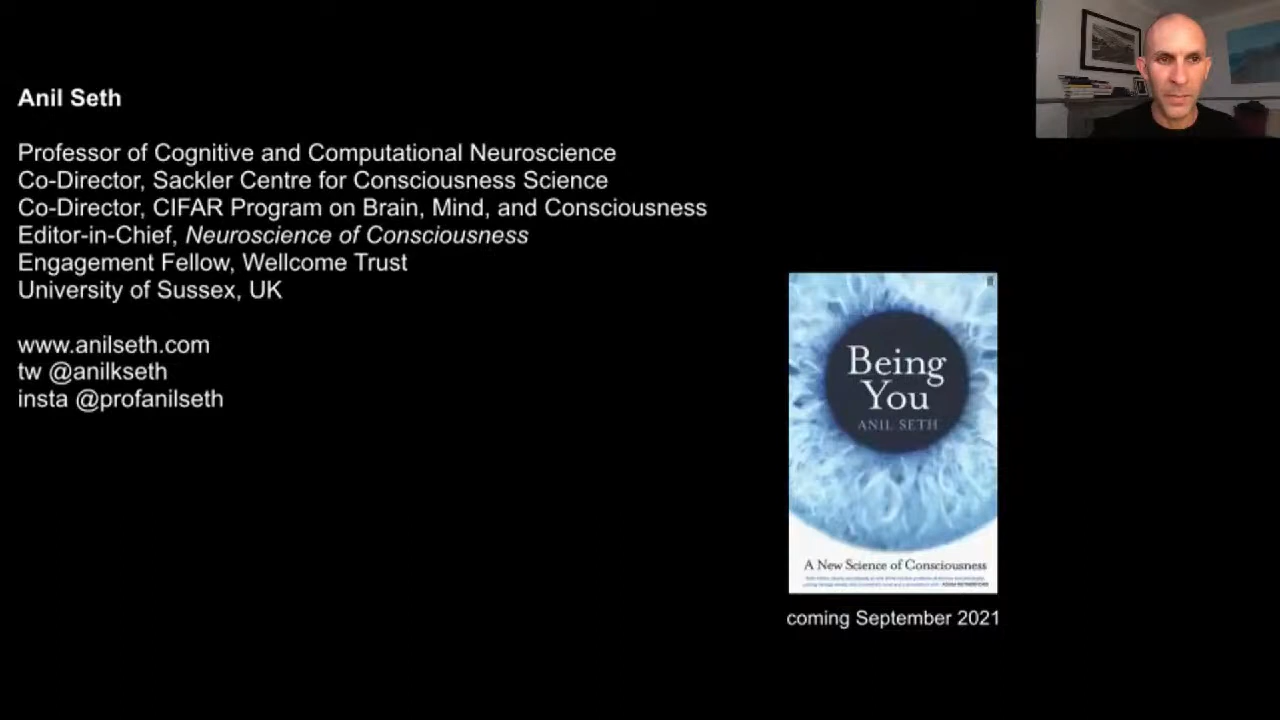 Anil Seth
Professor of Cognitive and Computational Neuroscience
Co-Director, Sackler Centre for Consciousness Science
Co-Director, CIFAR Program on Brain, Mind, and Consciousness
Editor-in-Chief, Neuroscience of Consciousness
Engagement Fellow, Wellcome Trust
University of Sussex, UK
www.anilseth.com
tw @anilkseth
insta @profanilseth
Being
You
ANIL SETH
A New Science of Consciousness
coming September 2021